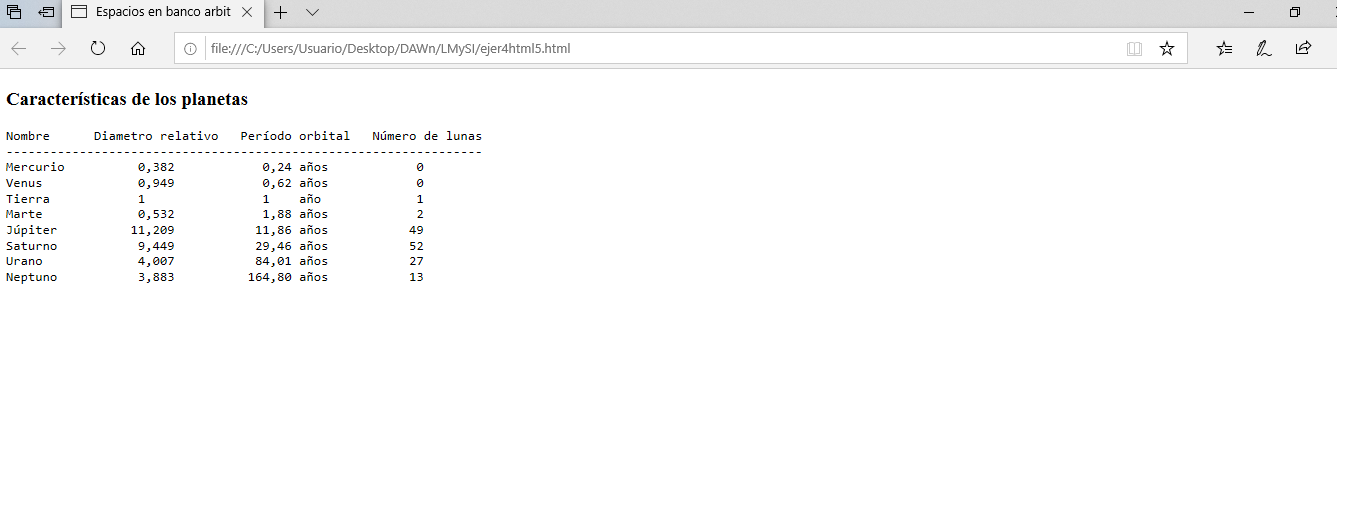 Espacios en banco arbit
file:///C:/Users/Usuario/Desktop/DAWn/LMySI/ejer4html5.html
Características de los planetas
Nombre      Diametro relativo   Período orbital   Número de lunas
-----------------------------------------------------------------
Mercurio          0,382            0,24 años            0
Venus             0,949            0,62 años            0
Tierra            1                1    año             1
Marte             0,532            1,88 años            2
Júpiter          11,209           11,86 años           49
Saturno           9,449           29,46 años           52
Urano             4,007           84,01 años           27
Neptuno           3,883          164,80 años           13